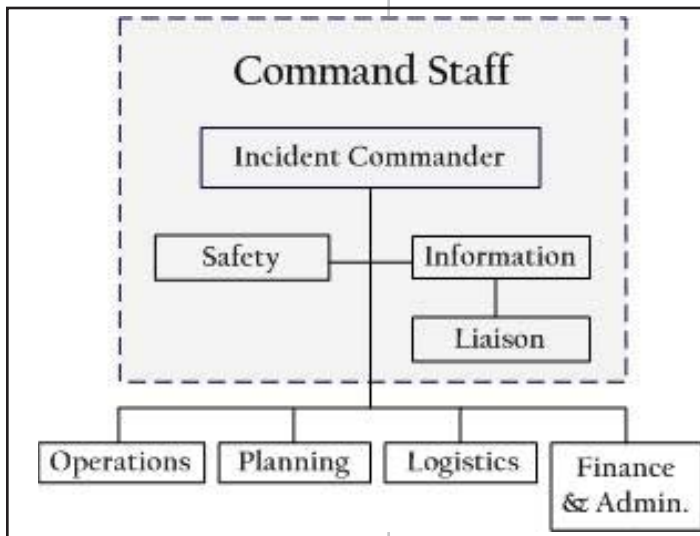 Command Staff
Incident Commander
Safety
Information
Liaison
Operations
Planning
Logistics
Finance
& Admin.